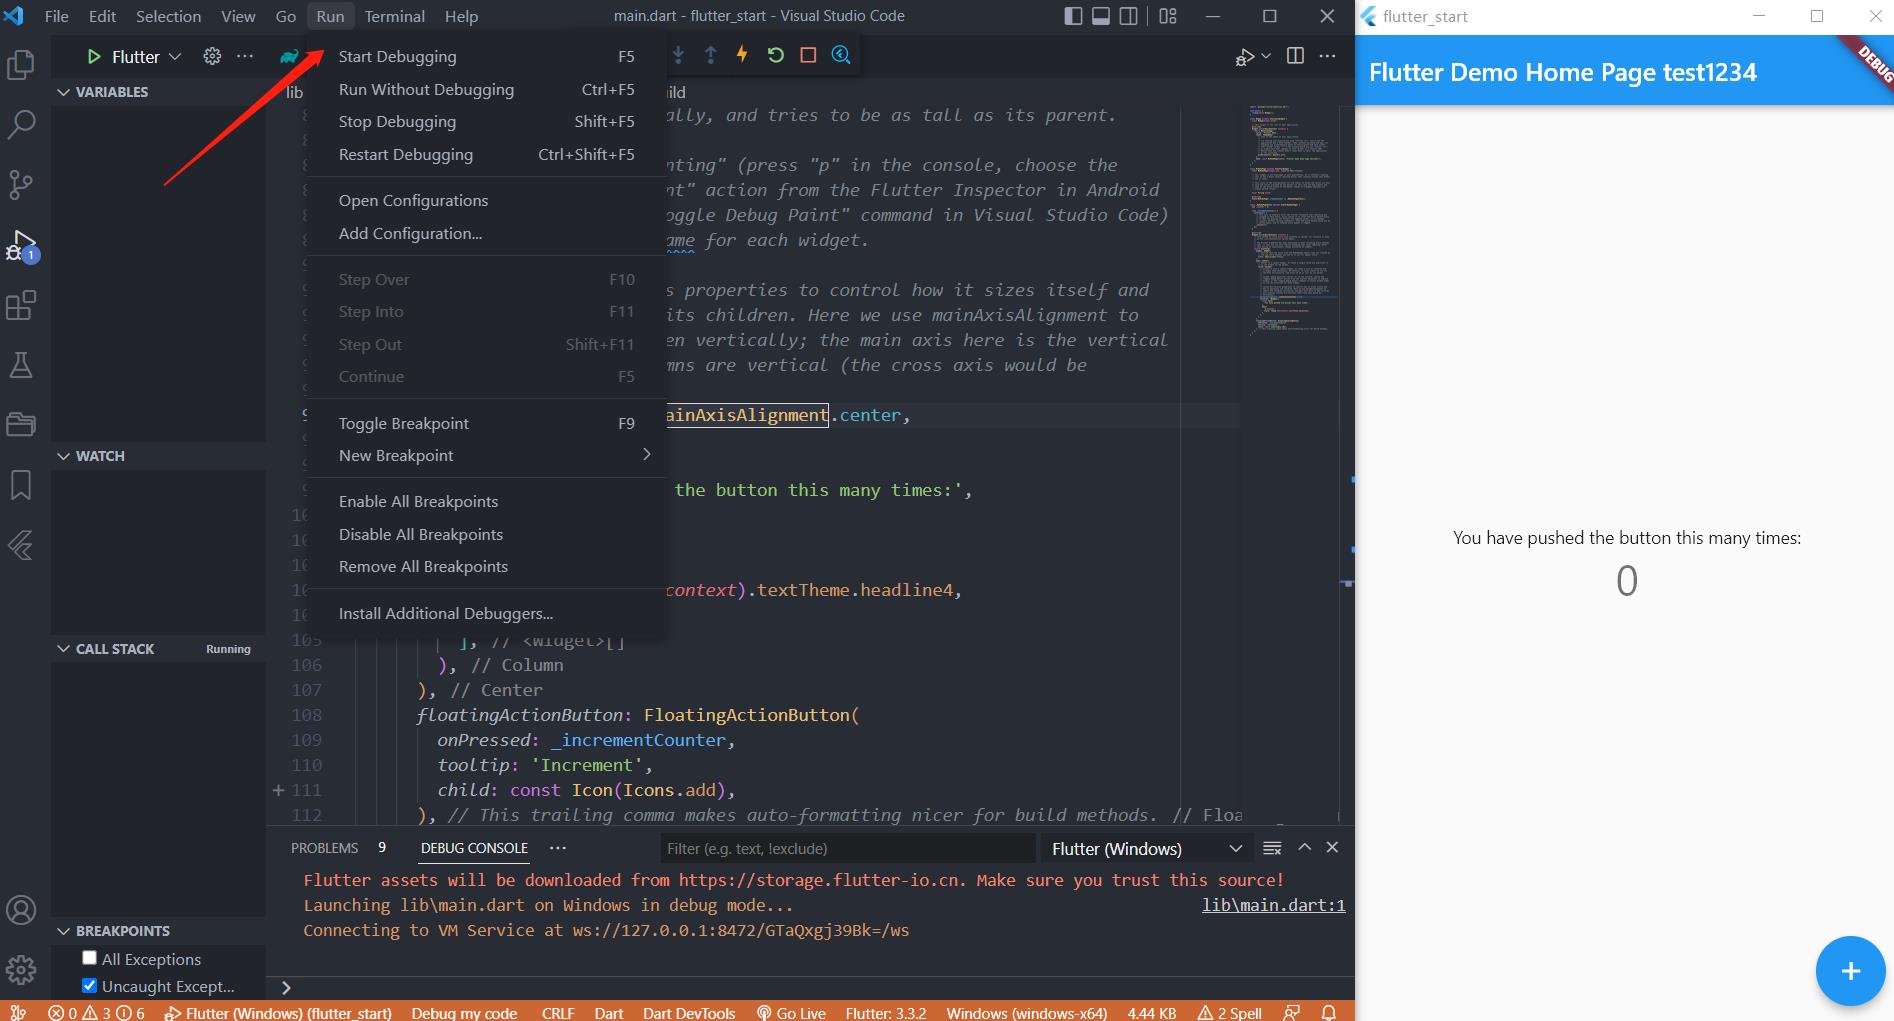 File Edit Selection View Go Run Terminal Help
main.dart - flutter_start - Visual Studio Code
Flutter
VARIABLES
WATCH
CALL STACK Running
BREAKPOINTS
All Exceptions
Uncaught Except...
1
Start Debugging F5
Run Without Debugging Ctrl+F5
Stop Debugging Shift+F5
Restart Debugging Ctrl+Shift+F5
Open Configurations
Add Configuration...
Step Over F10
Step Into F11
Step Out Shift+F11
Continue F5
Toggle Breakpoint F9
New Breakpoint
Enable All Breakpoints
Disable All Breakpoints
Remove All Breakpoints
Install Additional Debuggers...
lib
ild
ally, and tries to be as tall as its parent.
nting" (press "p" in the console, choose the
nt" action from the Flutter Inspector in Android
oggle Debug Paint" command in Visual Studio Code)
ame for each widget.
s properties to control how it sizes itself and
its children. Here we use mainAxisAlignment to
en vertically; the main axis here is the vertical
mns are vertical (the cross axis would be
ainAxisAlignment.center,
the button this many times:',
context).textTheme.headline4,
105 ], // <Widget>[]
106 ), // Column
107 ), // Center
108 floatingActionButton: FloatingActionButton(
109 onPressed: _incrementCounter,
110 tooltip: 'Increment',
111 child: const Icon(Icons.add),
112 ), // This trailing comma makes auto-formatting nicer for build methods. // Floa
PROBLEMS 9 DEBUG CONSOLE ... Filter (e.g. text, !exclude) Flutter (Windows)
Flutter assets will be downloaded from https://storage.flutter-io.cn. Make sure you trust this source!
Launching lib\main.dart on Windows in debug mode... lib\main.dart:1
Connecting to VM Service at ws://127.0.0.1:8472/GTaQxgj39Bk=/ws
0 3 6 Flutter (Windows) (flutter_start) Debug my code CRLF Dart Dart DevTools Go Live Flutter: 3.3.2 Windows (windows-x64) 4.44 KB 2 Spell
flutter_start
Flutter Demo Home Page test1234
DEBUG
You have pushed the button this many times:
0